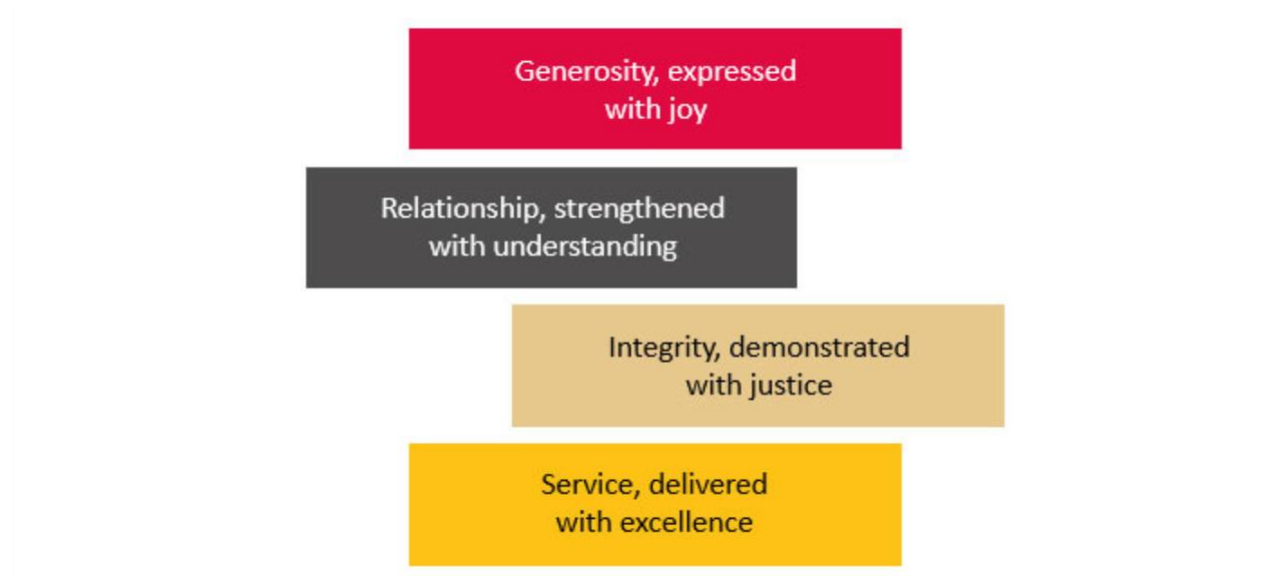 Generosity, expressed
with joy
Relationship, strengthened
with understanding
Integrity, demonstrated
with justice
Service, delivered
with excellence